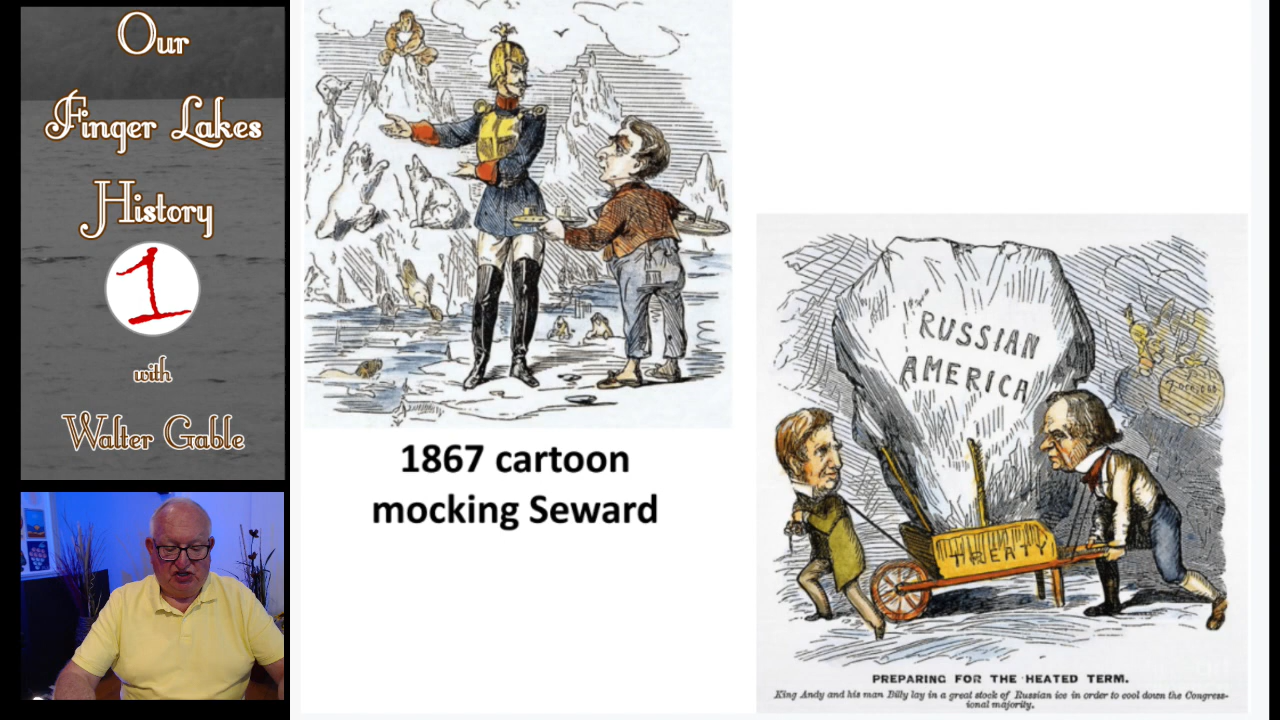 Our
Finger Lakes
History
1
with
Walter Gable
1867 cartoon
mocking Seward
RUSSIAN
AMERICA
TREATY
PREPARING FOR THE HEATED TERM.
King Andy and his man Billy lay in a great stock of Russian ice in order to cool down the Congress-
ional majority.